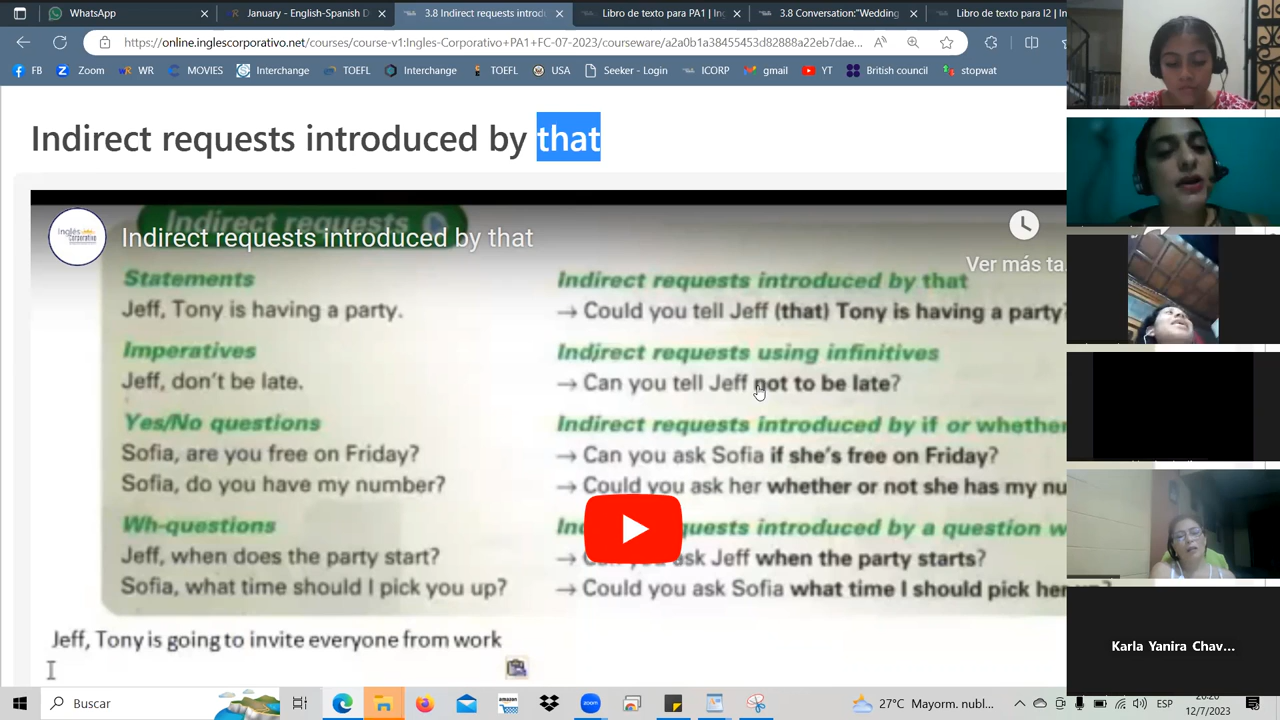 WhatsApp
January - English-Spanish D
3.8 Indirect requests introd
Libro de texto para PA1 | Ing
3.8 Conversation:"Wedding
Libro de texto para I2 | In
https://online.inglescorporativo.net/courses/course-v1:Ingles-Corporativo+PA1+FC-07-2023/courseware/a2a0b1a38455453d82888a22eb7dae...
FB
Zoom
WR
MOVIES
Interchange
TOEFL
Interchange
TOEFL
USA
Seeker - Login
ICORP
gmail
YT
British council
stopwat
Indirect requests introduced by that
Indirect requests
Indirect requests introduced by that
Ver más ta
Statements
Indirect requests introduced by that
Jeff, Tony is having a party.
→ Could you tell Jeff (that) Tony is having a party?
Imperatives
Indirect requests using infinitives
Jeff, don't be late.
→ Can you tell Jeff not to be late?
Yes/No questions
Indirect requests introduced by if or whether
Sofia, are you free on Friday?
→ Can you ask Sofia if she's free on Friday?
Sofia, do you have my number?
→ Could you ask her whether or not she has my nu
Wh-questions
quests introduced by a question w
Jeff, when does the party start?
ask Jeff when the party starts?
Sofia, what time should I pick you up?
→ Could you ask Sofia what time I should pick her up?
Jeff, Tony is going to invite everyone from work
Karla Yanira Chav...
Buscar
27°C Mayorm. nubl...
ESP
12/7/2023